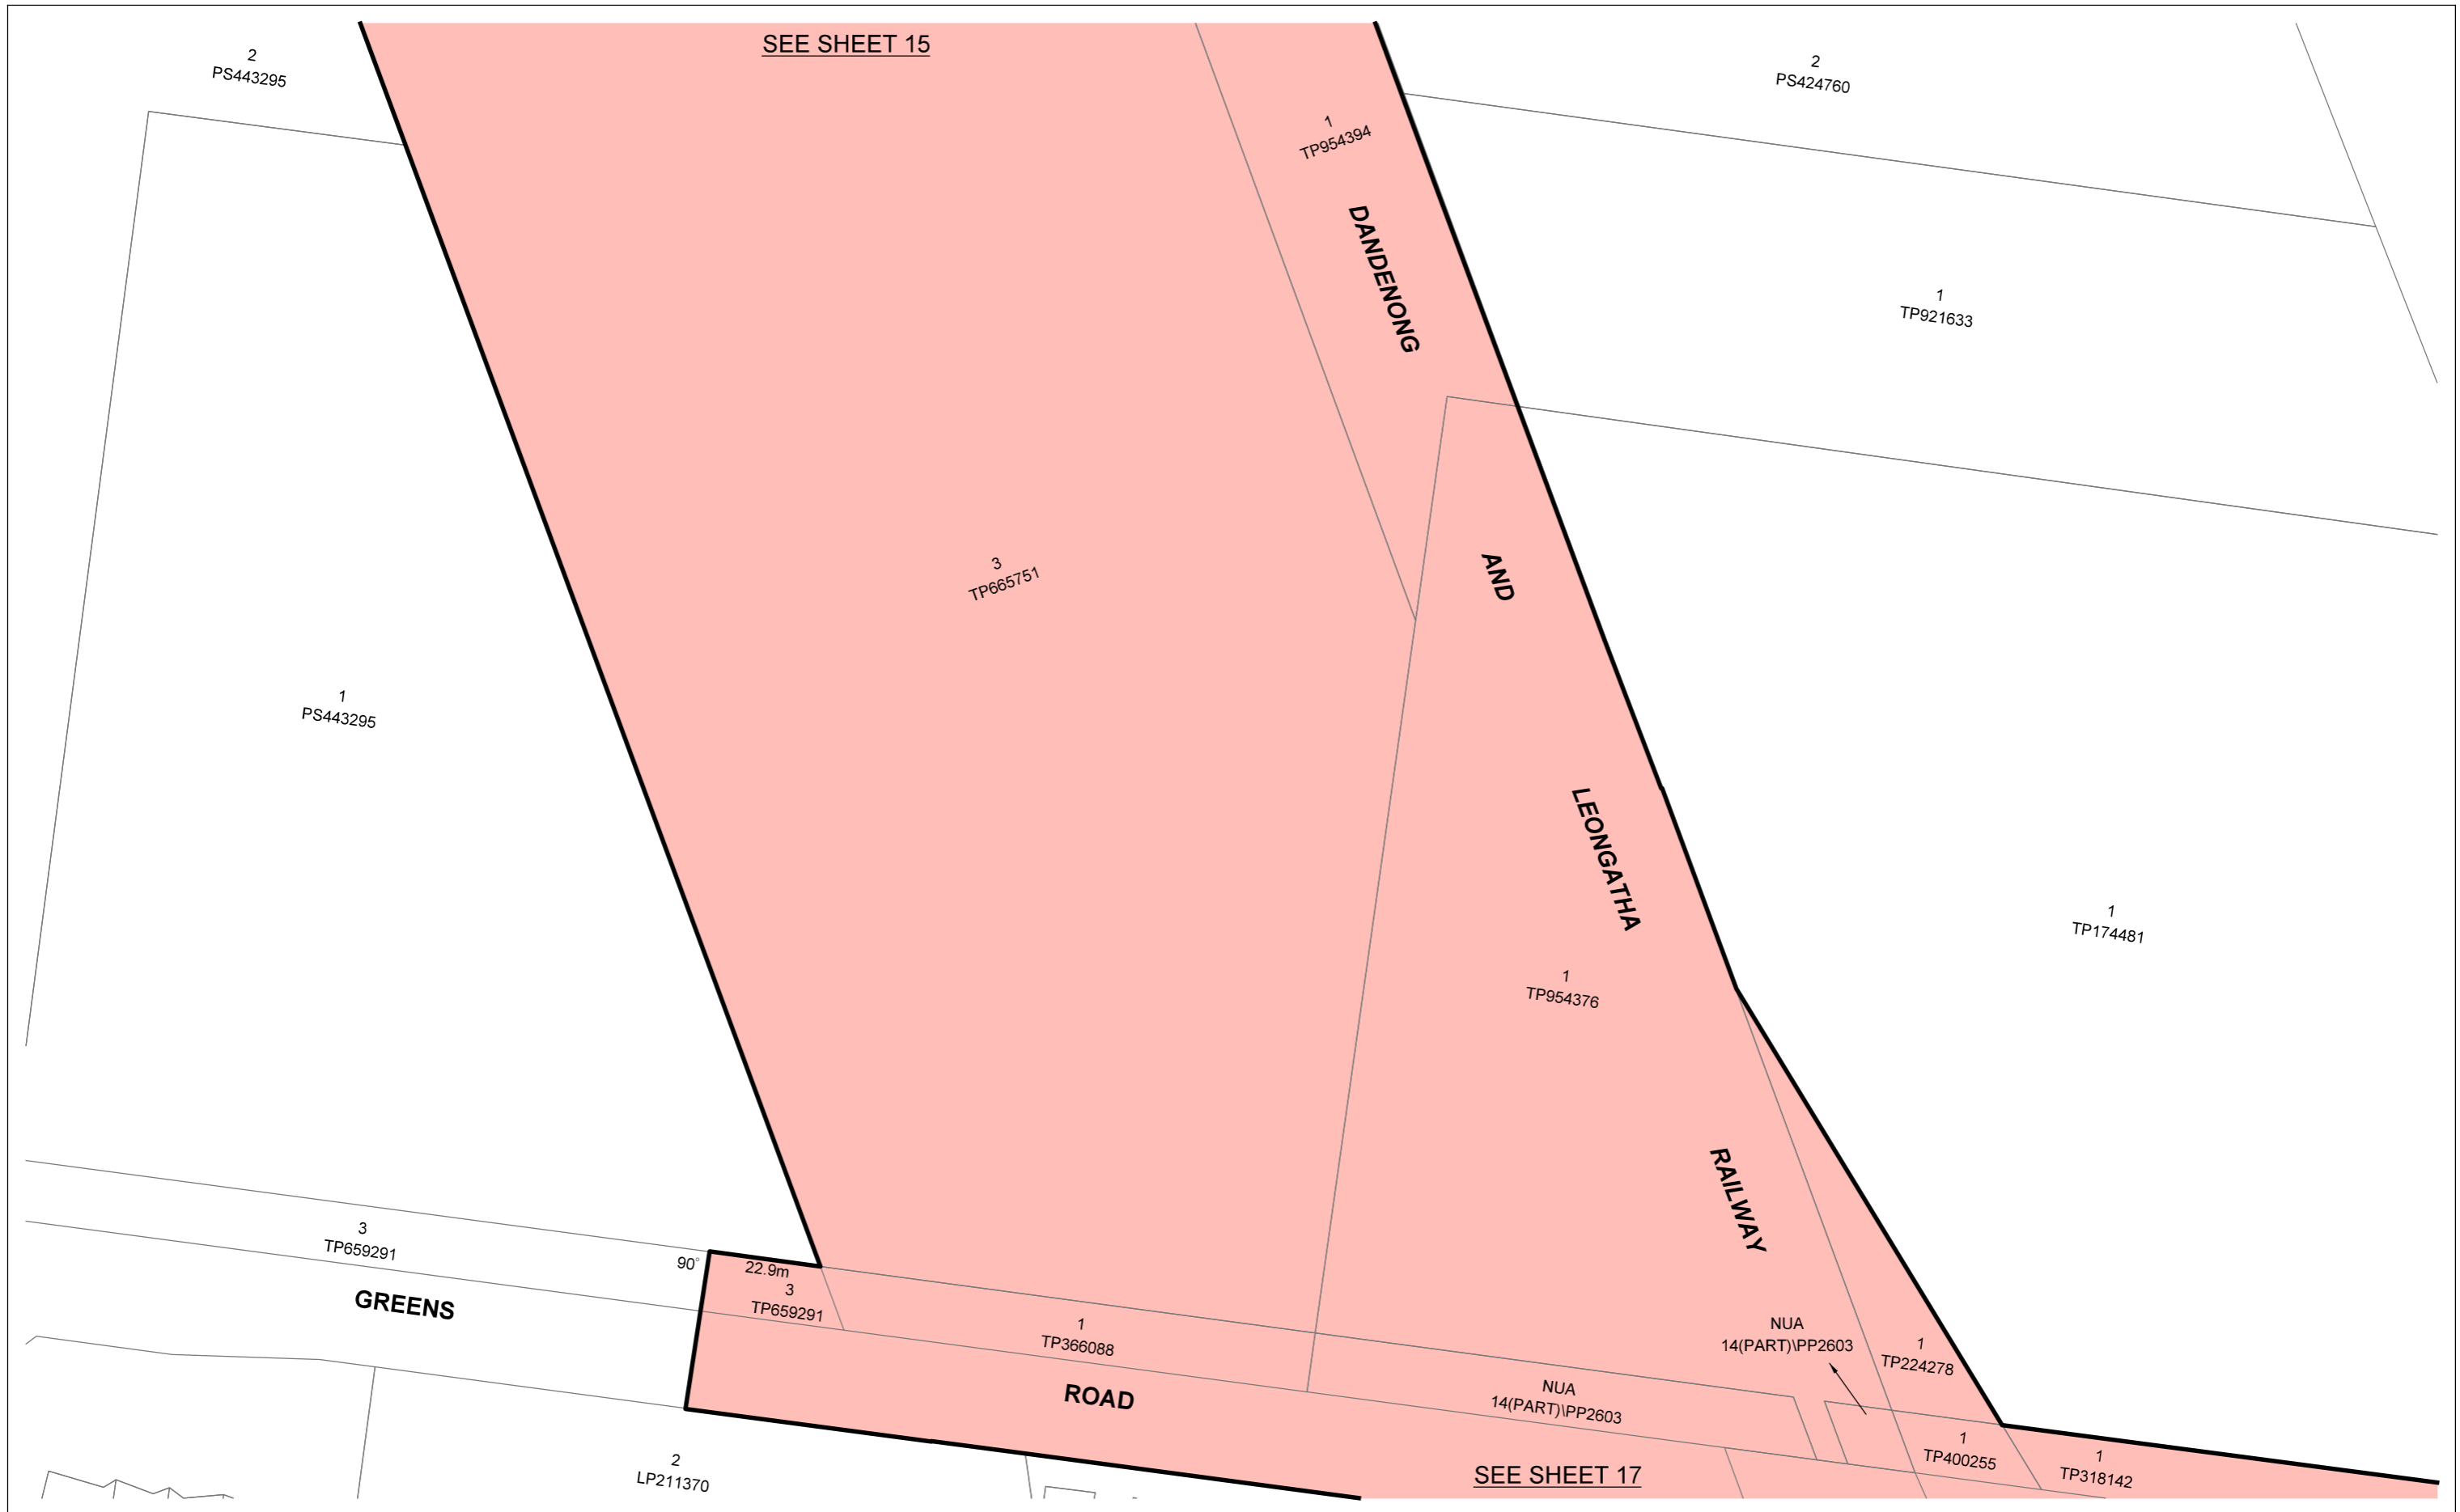 SEE SHEET 15
2
PS443295
2
PS424760
1
TP954394
DANDENONG
1
TP921633
3
TP665751
AND
1
PS443295
LEONGATHA
1
TP174481
1
TP954376
RAILWAY
3
TP659291
90°
22.9m
3
TP659291
GREENS
1
TP366088
NUA
14(PART)\PP2603
1
TP224278
ROAD
NUA
14(PART)\PP2603
1
TP400255
1
TP318142
2
LP211370
SEE SHEET 17